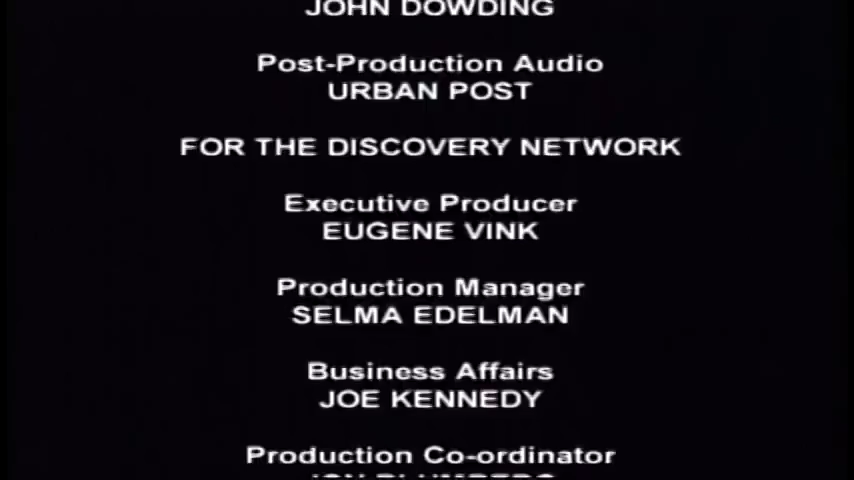 JOHN DOWDING
Post-Production Audio
URBAN POST
FOR THE DISCOVERY NETWORK
Executive Producer
EUGENE VINK
Production Manager
SELMA EDELMAN
Business Affairs
JOE KENNEDY
Production Co-ordinator